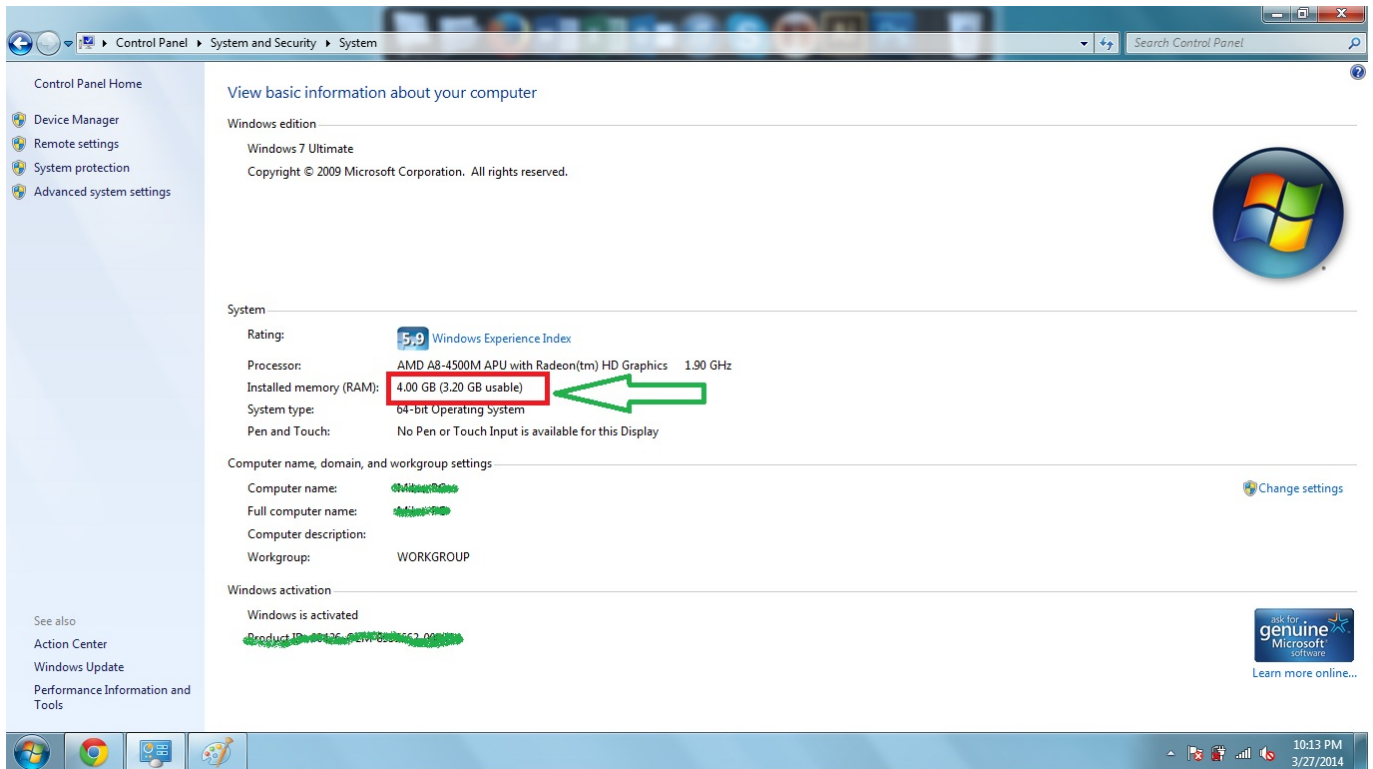 Control Panel ▸ System and Security ▸ System
Search Control Panel
Control Panel Home
Device Manager
Remote settings
System protection
Advanced system settings
View basic information about your computer
Windows edition
Windows 7 Ultimate
Copyright © 2009 Microsoft Corporation. All rights reserved.
System
Rating: 5.9 Windows Experience Index
Processor: AMD A8-4500M APU with Radeon(tm) HD Graphics 1.90 GHz
Installed memory (RAM): 4.00 GB (3.20 GB usable)
System type: 64-bit Operating System
Pen and Touch: No Pen or Touch Input is available for this Display
Computer name, domain, and workgroup settings
Computer name:
Change settings
Full computer name:
Computer description:
Workgroup: WORKGROUP
Windows activation
Windows is activated
Product ID:
See also
Action Center
Windows Update
Performance Information and
Tools
ask for
genuine
Microsoft
software
Learn more online...
10:13 PM
3/27/2014